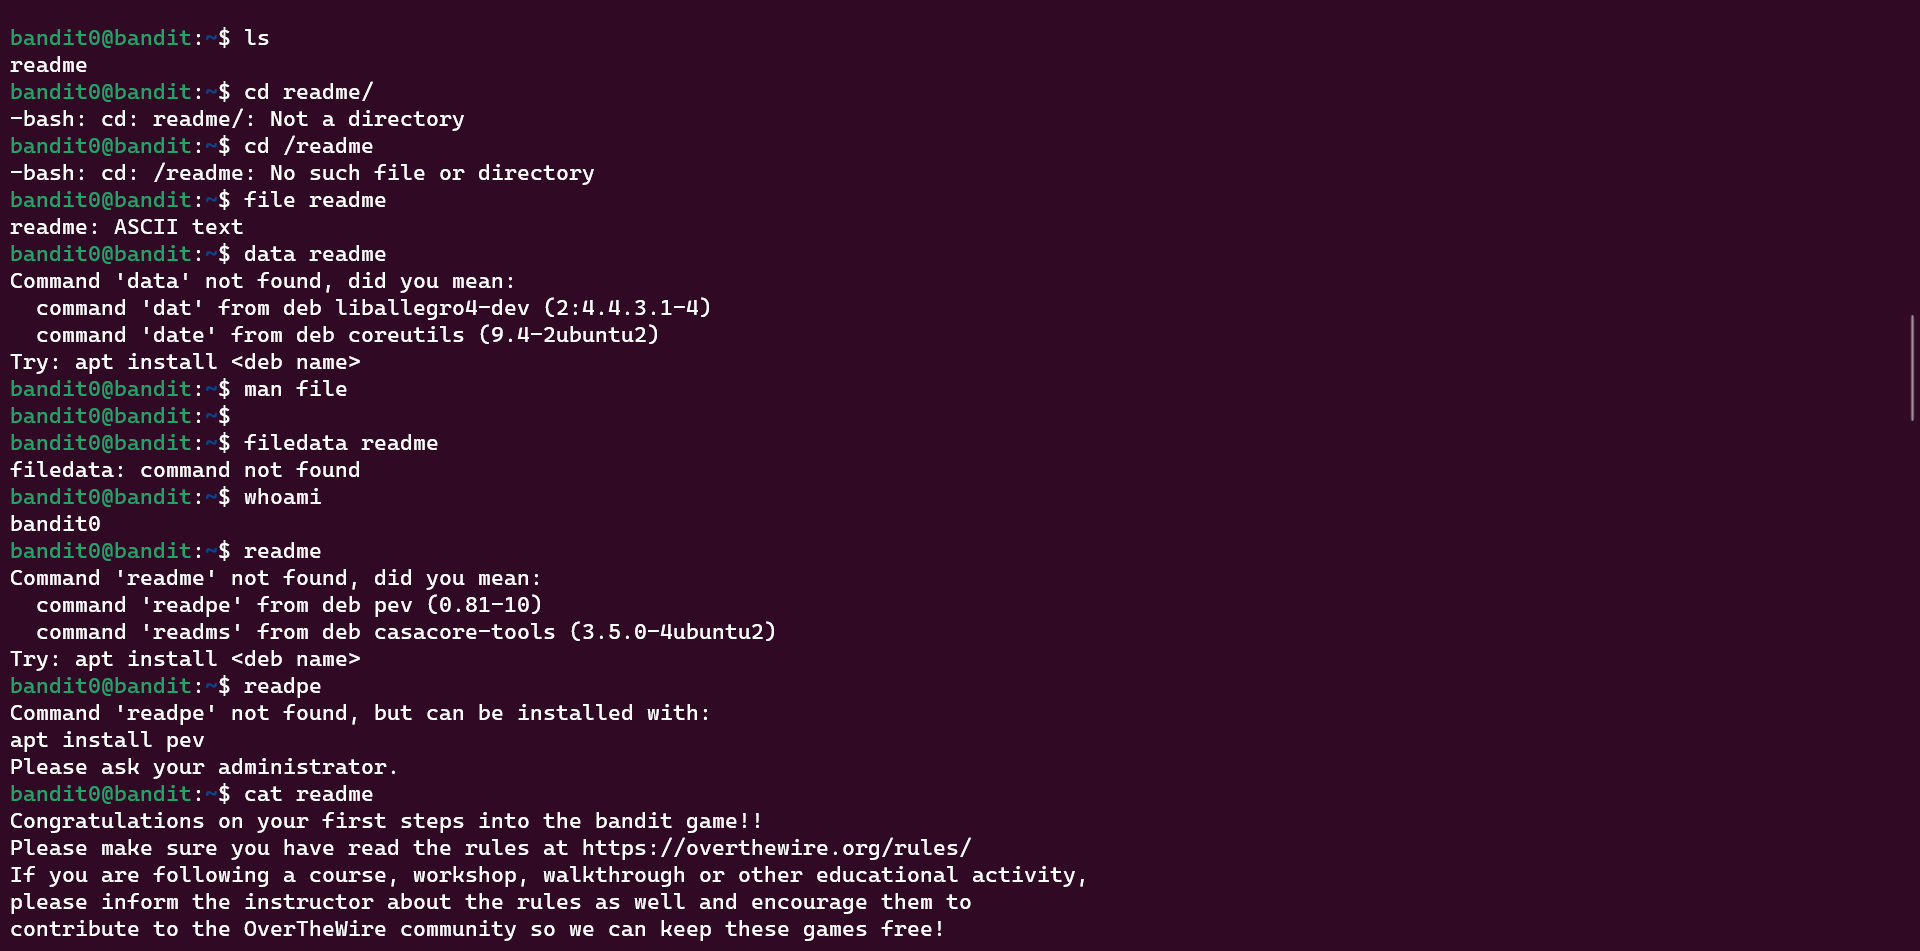 bandit0@bandit:~$ ls
readme
bandit0@bandit:~$ cd readme/
-bash: cd: readme/: Not a directory
bandit0@bandit:~$ cd /readme
-bash: cd: /readme: No such file or directory
bandit0@bandit:~$ file readme
readme: ASCII text
bandit0@bandit:~$ data readme
Command 'data' not found, did you mean:
  command 'dat' from deb liballegro4-dev (2:4.4.3.1-4)
  command 'date' from deb coreutils (9.4-2ubuntu2)
Try: apt install <deb name>
bandit0@bandit:~$ man file
bandit0@bandit:~$
bandit0@bandit:~$ filedata readme
filedata: command not found
bandit0@bandit:~$ whoami
bandit0
bandit0@bandit:~$ readme
Command 'readme' not found, did you mean:
  command 'readpe' from deb pev (0.81-10)
  command 'readms' from deb casacore-tools (3.5.0-4ubuntu2)
Try: apt install <deb name>
bandit0@bandit:~$ readpe
Command 'readpe' not found, but can be installed with:
apt install pev
Please ask your administrator.
bandit0@bandit:~$ cat readme
Congratulations on your first steps into the bandit game!!
Please make sure you have read the rules at https://overthewire.org/rules/
If you are following a course, workshop, walkthrough or other educational activity,
please inform the instructor about the rules as well and encourage them to
contribute to the OverTheWire community so we can keep these games free!